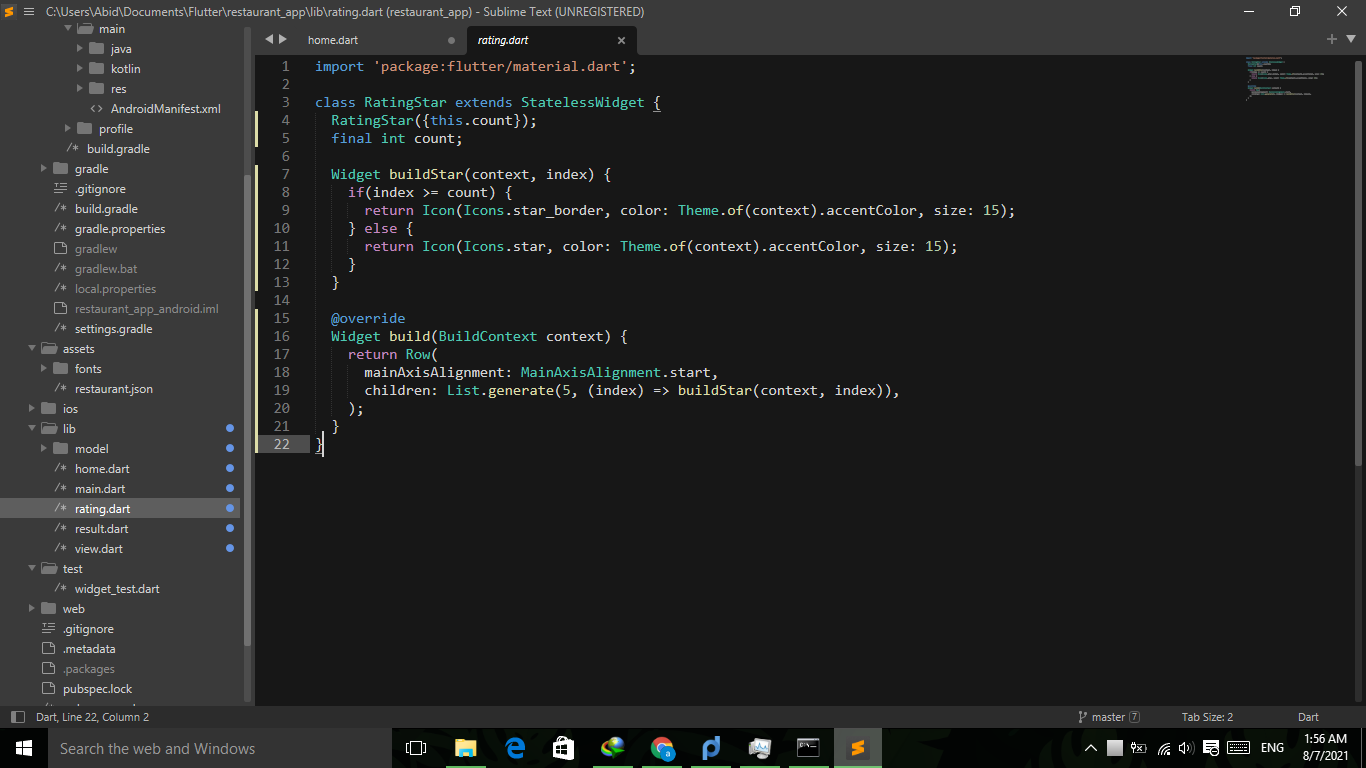 C:\Users\Abid\Documents\Flutter\restaurant_app\lib\rating.dart (restaurant_app) - Sublime Text (UNREGISTERED)
main
java
kotlin
res
<> AndroidManifest.xml
profile
/* build.gradle
gradle
.gitignore
/* build.gradle
/* gradle.properties
gradlew
/* gradlew.bat
/* local.properties
restaurant_app_android.iml
/* settings.gradle
assets
fonts
/* restaurant.json
ios
lib
model
/* home.dart
/* main.dart
/* rating.dart
/* result.dart
/* view.dart
test
/* widget_test.dart
web
.gitignore
.metadata
.packages
pubspec.lock
home.dart
rating.dart
1 import 'package:flutter/material.dart';
2
3 class RatingStar extends StatelessWidget {
4   RatingStar({this.count});
5   final int count;
6
7   Widget buildStar(context, index) {
8     if(index >= count) {
9       return Icon(Icons.star_border, color: Theme.of(context).accentColor, size: 15);
10     } else {
11       return Icon(Icons.star, color: Theme.of(context).accentColor, size: 15);
12     }
13   }
14
15   @override
16   Widget build(BuildContext context) {
17     return Row(
18       mainAxisAlignment: MainAxisAlignment.start,
19       children: List.generate(5, (index) => buildStar(context, index)),
20     );
21   }
22 }
Dart, Line 22, Column 2
master 7
Tab Size: 2
Dart
Search the web and Windows
ENG
1:56 AM
8/7/2021